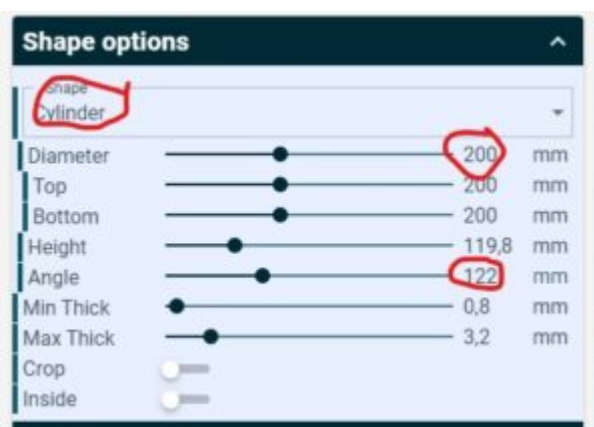 Shape options
Shape
Cylinder
Diameter 200 mm
Top 200 mm
Bottom 200 mm
Height 119,8 mm
Angle 122 mm
Min Thick 0,8 mm
Max Thick 3,2 mm
Crop
Inside